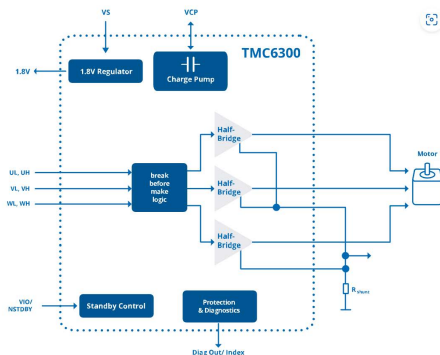 VS
VCP
TMC6300
1.8V
1.8V Regulator
Charge Pump
Half-
Bridge
Motor
UL, UH
VL, VH
WL, WH
break
before
make
logic
Half-
Bridge
Half-
Bridge
R shunt
VIO/
NSTDBY
Standby Control
Protection
& Diagnostics
Diag Out/ Index